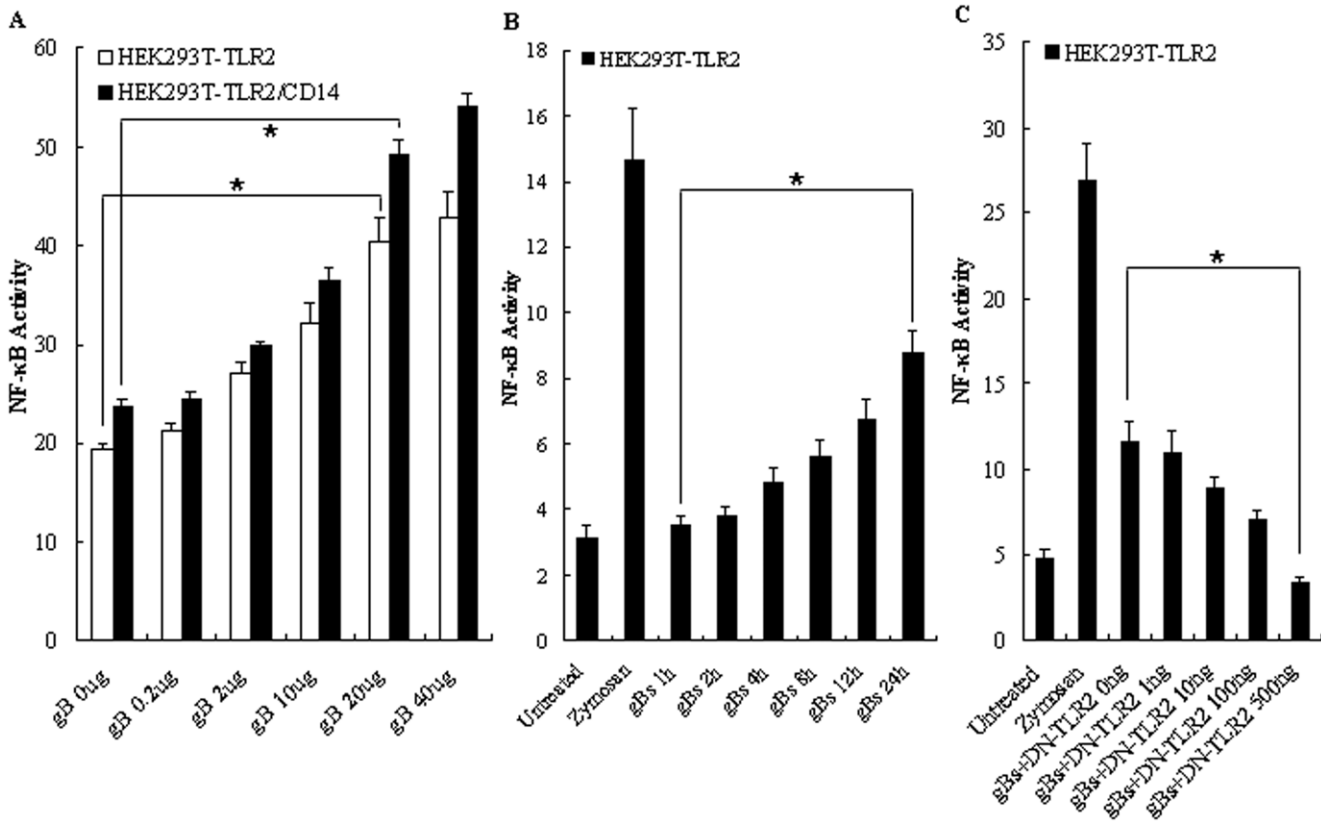 A
NF-κB Activity
60
50
40
30
20
10
0
HEK293T-TLR2
HEK293T-TLR2/CD14
*
*
gB 0ug
gB 0.2ug
gB 2ug
gB 10ug
gB 20ug
gB 40ug
B
NF-κB Activity
18
16
14
12
10
8
6
4
2
0
HEK293T-TLR2
*
Untreated
Zymosan
gBs 1h
gBs 2h
gBs 4h
gBs 8h
gBs 12h
gBs 24h
C
NF-κB Activity
35
30
25
20
15
10
5
0
HEK293T-TLR2
*
Untreated
Zymosan
gBs+DN-TLR2 0ng
gBs+DN-TLR2 1ng
gBs+DN-TLR2 10ng
gBs+DN-TLR2 100ng
gBs+DN-TLR2 500ng